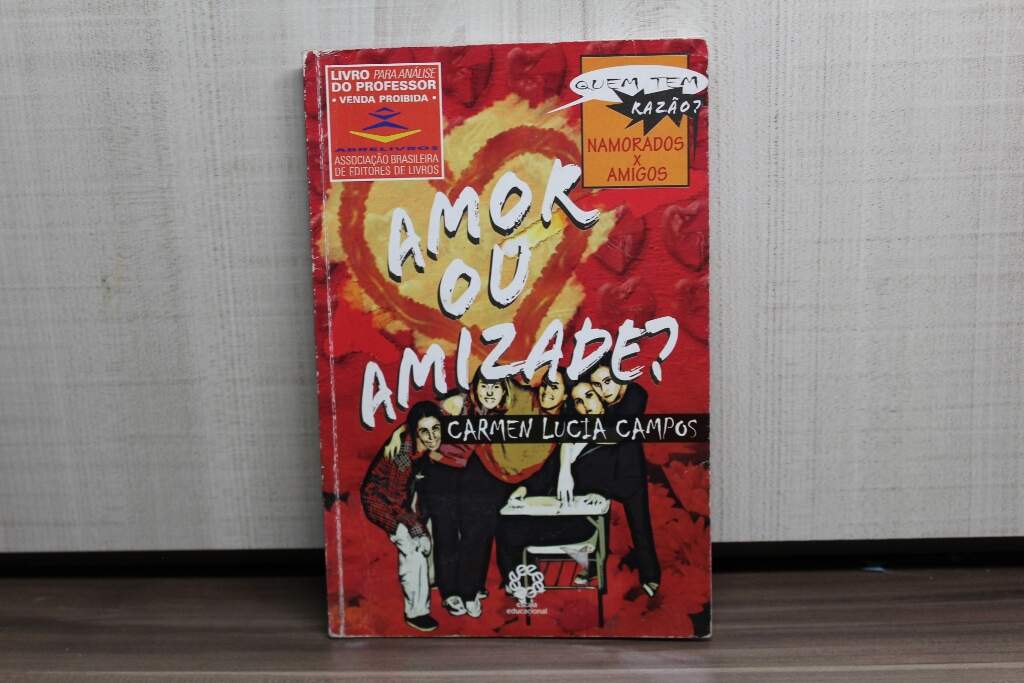 LIVRO PARA ANÁLISE
DO PROFESSOR
• VENDA PROIBIDA •
ABRELIVROS
ASSOCIAÇÃO BRASILEIRA
DE EDITORES DE LIVROS
QUEM TEM
RAZÃO?
NAMORADOS
X
AMIGOS
AMOR
OU
AMIZADE?
CARMEN LUCIA CAMPOS
escala
educacional